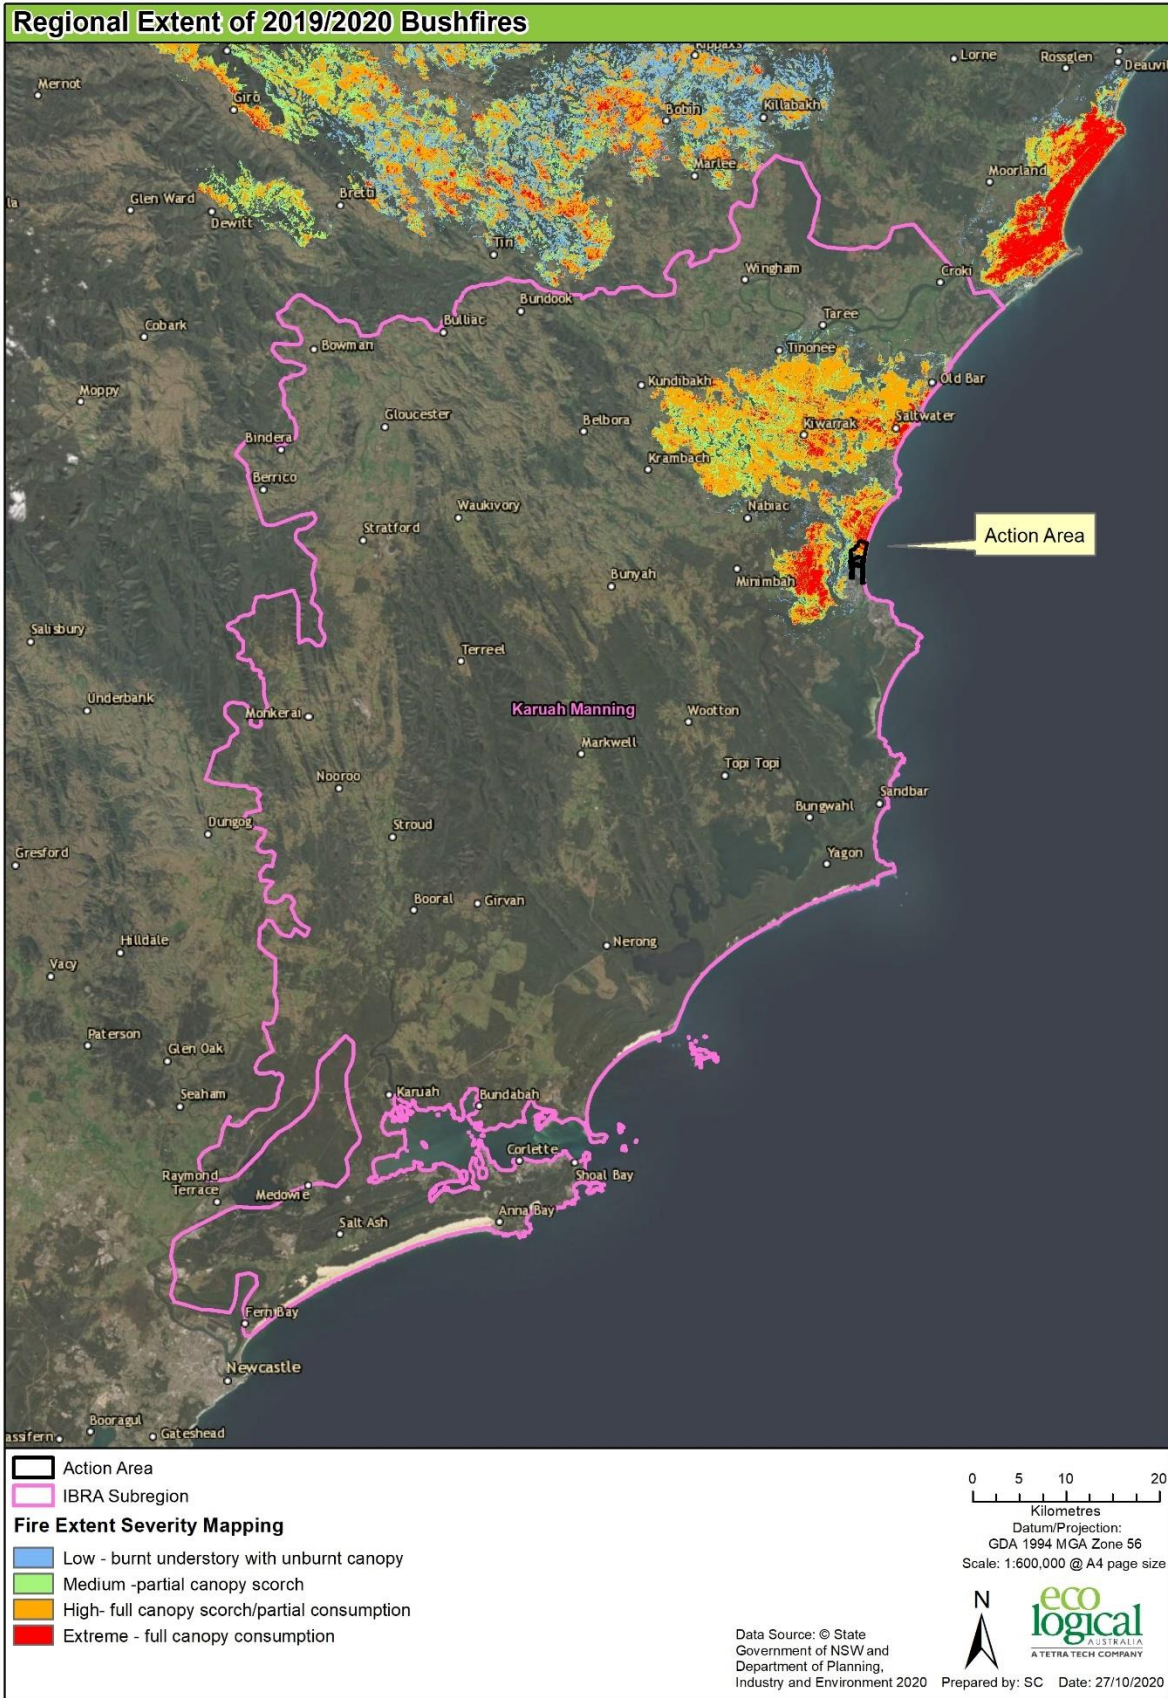 Regional Extent of 2019/2020 Bushfires
Rippaxs
Lorne
Rossglen
Mernot
Giro
Bobin
Killabakh
Marlee
Moorland
la
Glen Ward
Dewitt
Bretti
Tiri
Wingham
Croki
Bundook
Taree
Cobark
Bulliac
Bowman
Tinonee
Kundibakh
Old Bar
Moppy
Gloucester
Belbora
Saltwater
Kiwarrak
Bindera
Krambach
Berrico
Waukivory
Nabiac
Stratford
Action Area
Bunyah
Minimbah
Salisbury
Terreel
Underbank
Monkerai
Karuah Manning
Wootton
Markwell
Topi Topi
Nooroo
Sandbar
Bungwahl
Dungog
Stroud
Gresford
Yagon
Booral
Girvan
Hilldale
Nerong
Vacy
Paterson
Glen Oak
Seaham
Karuah
Bundabah
Corlette
Raymond
Terrace
Shoal Bay
Medowie
Anna Bay
Salt Ash
Fern Bay
Newcastle
Booragul
assifern
Gateshead
Action Area
IBRA Subregion
Fire Extent Severity Mapping
Low - burnt understory with unburnt canopy
Medium -partial canopy scorch
High- full canopy scorch/partial consumption
Extreme - full canopy consumption
0 5 10 20
Kilometres
Datum/Projection:
GDA 1994 MGA Zone 56
Scale: 1:600,000 @ A4 page size
N
eco
logical
AUSTRALIA
A TETRA TECH COMPANY
Data Source: © State
Government of NSW and
Department of Planning,
Industry and Environment 2020
Prepared by: SC Date: 27/10/2020